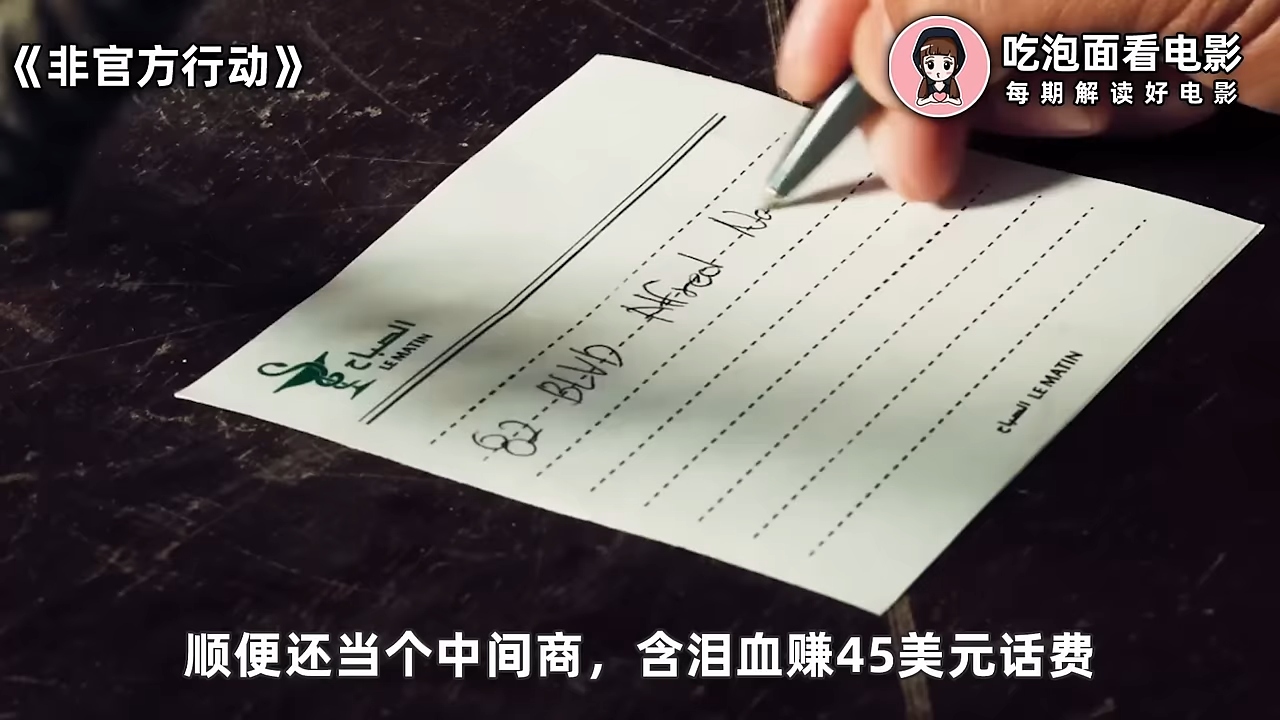 《非官方行动》
吃泡面看电影
每期解读好电影
82 BLVD Alfred No
الصباح
LE MATIN
الصباح LE MATIN
顺便还当个中间商，含泪血赚45美元话费